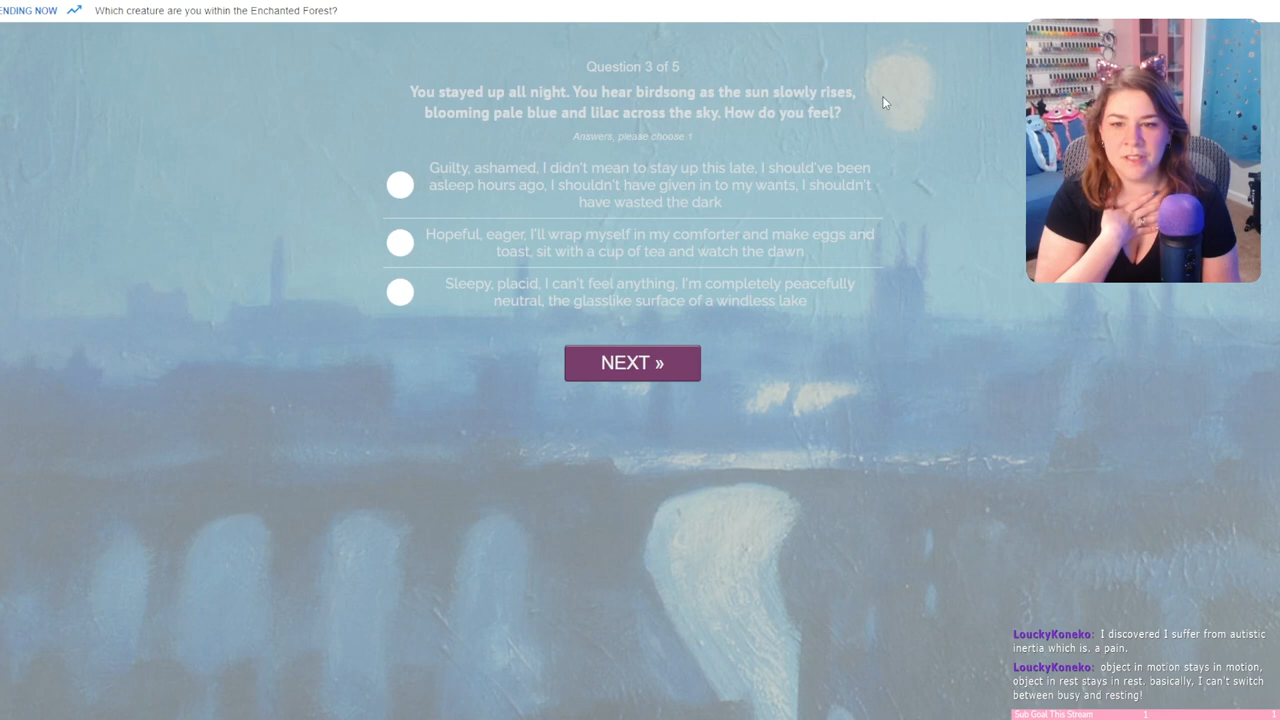 ENDING NOW Which creature are you within the Enchanted Forest?
Question 3 of 5
You stayed up all night. You hear birdsong as the sun slowly rises,
blooming pale blue and lilac across the sky. How do you feel?
Answers, please choose 1
Guilty, ashamed, I didn't mean to stay up this late, I should've been
asleep hours ago, I shouldn't have given in to my wants, I shouldn't
have wasted the dark
Hopeful, eager, I'll wrap myself in my comforter and make eggs and
toast, sit with a cup of tea and watch the dawn
Sleepy, placid, I can't feel anything, I'm completely peacefully
neutral, the glasslike surface of a windless lake
NEXT »
LouckyKoneko: I discovered I suffer from autistic
inertia which is. a pain.
LouckyKoneko: object in motion stays in motion,
object in rest stays in rest. basically, I can't switch
between busy and resting!
Sub Goal This Stream 1 1